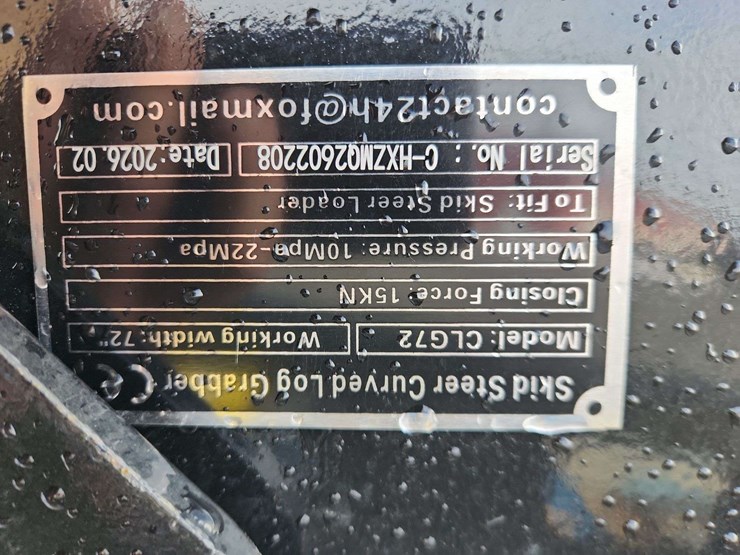 Skid Steer Curved Log Grabber CE
Model: CLG72 Working width: 72"
Closing Force: 15KN
Working Pressure: 10Mpa-22Mpa
To Fit: Skid Steer Loader
Serial No.: C-HXZMQ2602208 Date: 2026.02
contact24h@foxmail.com